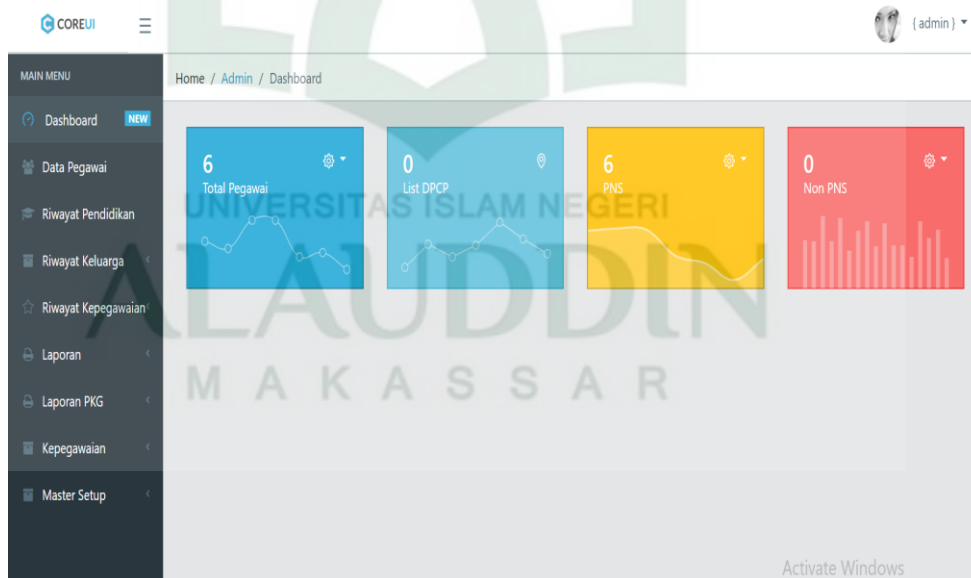 COREUI
{ admin }
MAIN MENU
Home / Admin / Dashboard
Dashboard NEW
Data Pegawai
Riwayat Pendidikan
Riwayat Keluarga
Riwayat Kepegawaian
Laporan
Laporan PKG
Kepegawaian
Master Setup
6
Total Pegawai
0
List DPCP
6
PNS
0
Non PNS
UNIVERSITAS ISLAM NEGERI
ALAUDDIN
MAKASSAR
Activate Windows